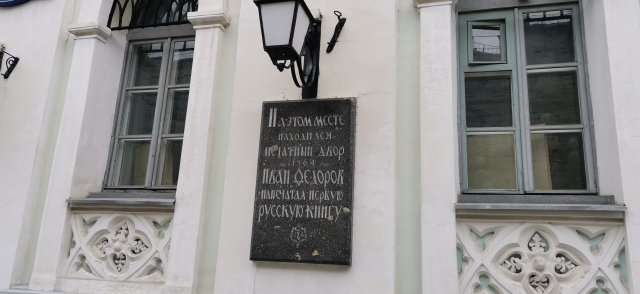 НА ЭТОМ МЕСТЕ
НАХОДИЛСЯ
ПЕЧАТНЫЙ ДВОР
1564
ИВАН ФЕДОРОВ
НАПЕЧАТАЛ ПЕРВУЮ
РУССКУЮ КНИГУ